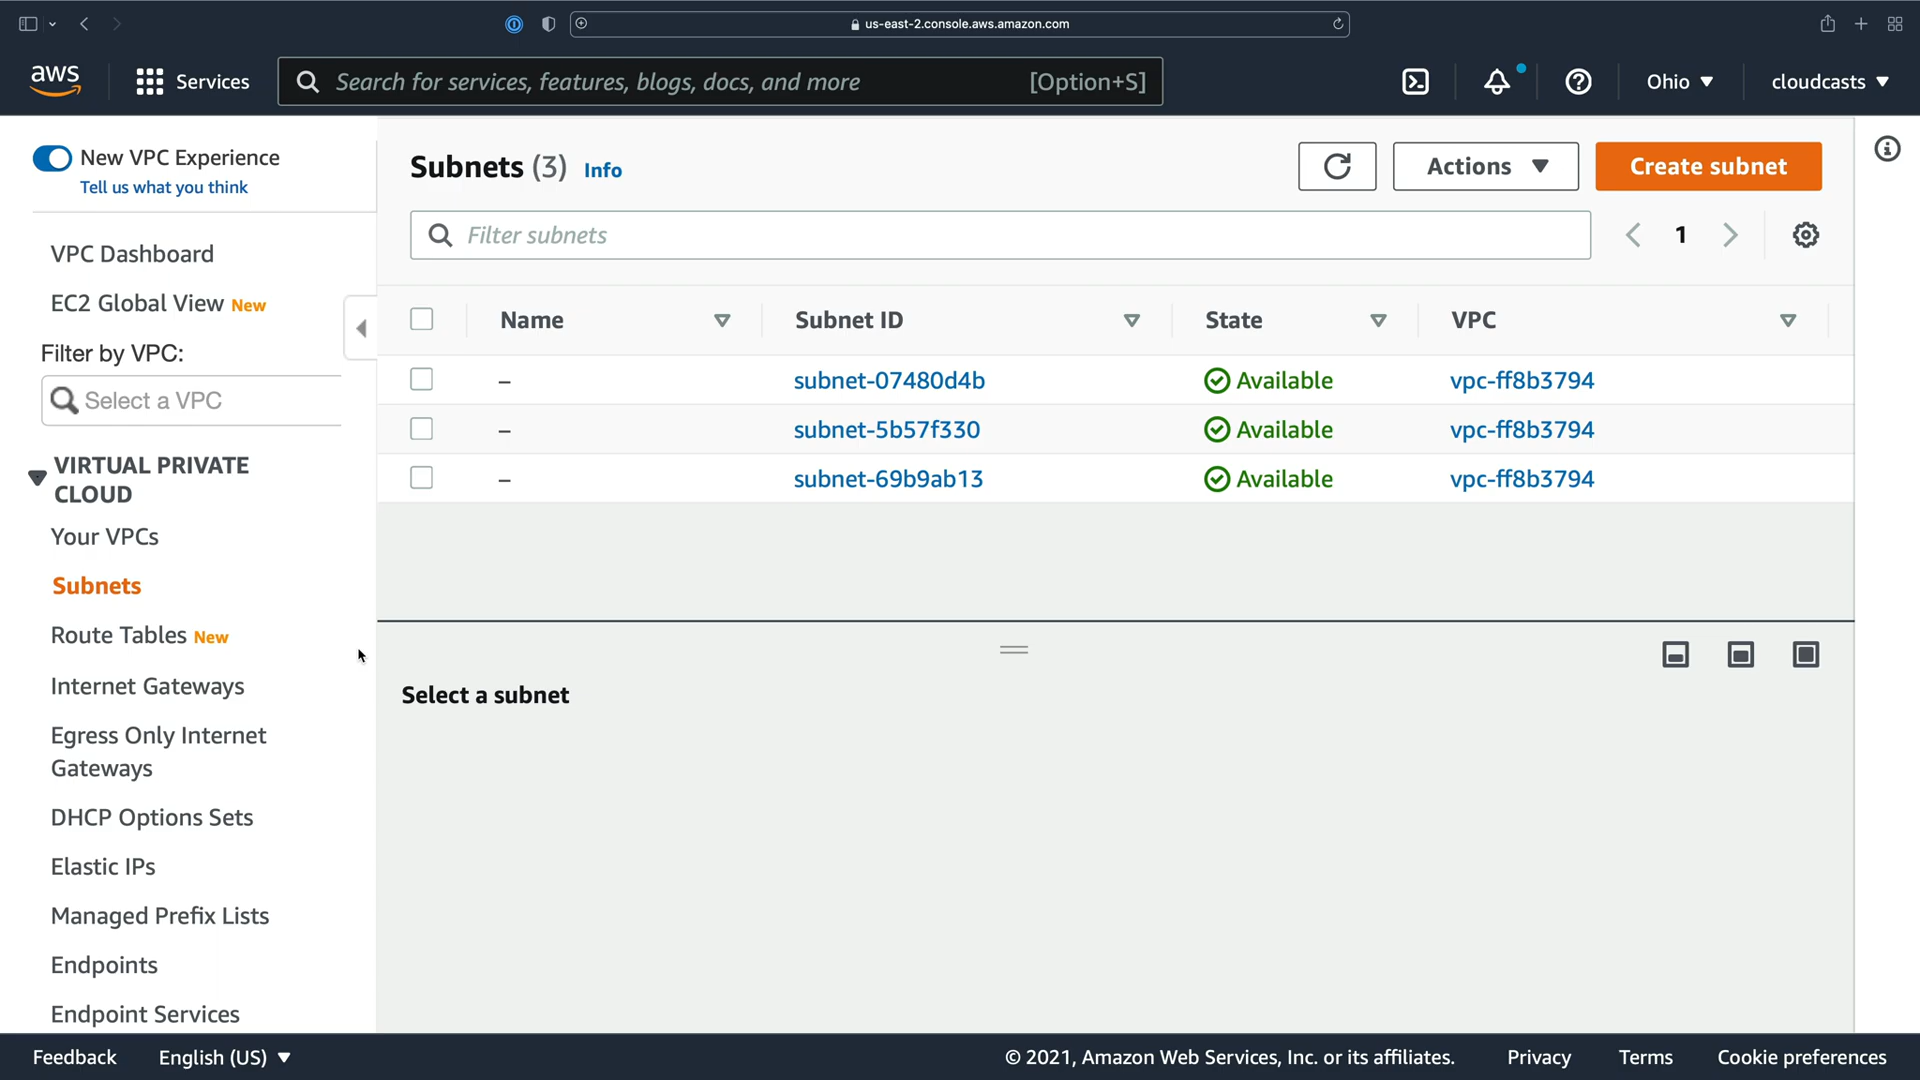 us-east-2.console.aws.amazon.com
aws
Services
Search for services, features, blogs, docs, and more [Option+S]
Ohio
cloudcasts
New VPC Experience
Tell us what you think
VPC Dashboard
EC2 Global View New
Filter by VPC:
Select a VPC
VIRTUAL PRIVATE
CLOUD
Your VPCs
Subnets
Route Tables New
Internet Gateways
Egress Only Internet
Gateways
DHCP Options Sets
Elastic IPs
Managed Prefix Lists
Endpoints
Endpoint Services
Subnets (3) Info
Actions
Create subnet
Filter subnets
1
Name Subnet ID State VPC
– subnet-07480d4b Available vpc-ff8b3794
– subnet-5b57f330 Available vpc-ff8b3794
– subnet-69b9ab13 Available vpc-ff8b3794
Select a subnet
Feedback English (US) © 2021, Amazon Web Services, Inc. or its affiliates. Privacy Terms Cookie preferences